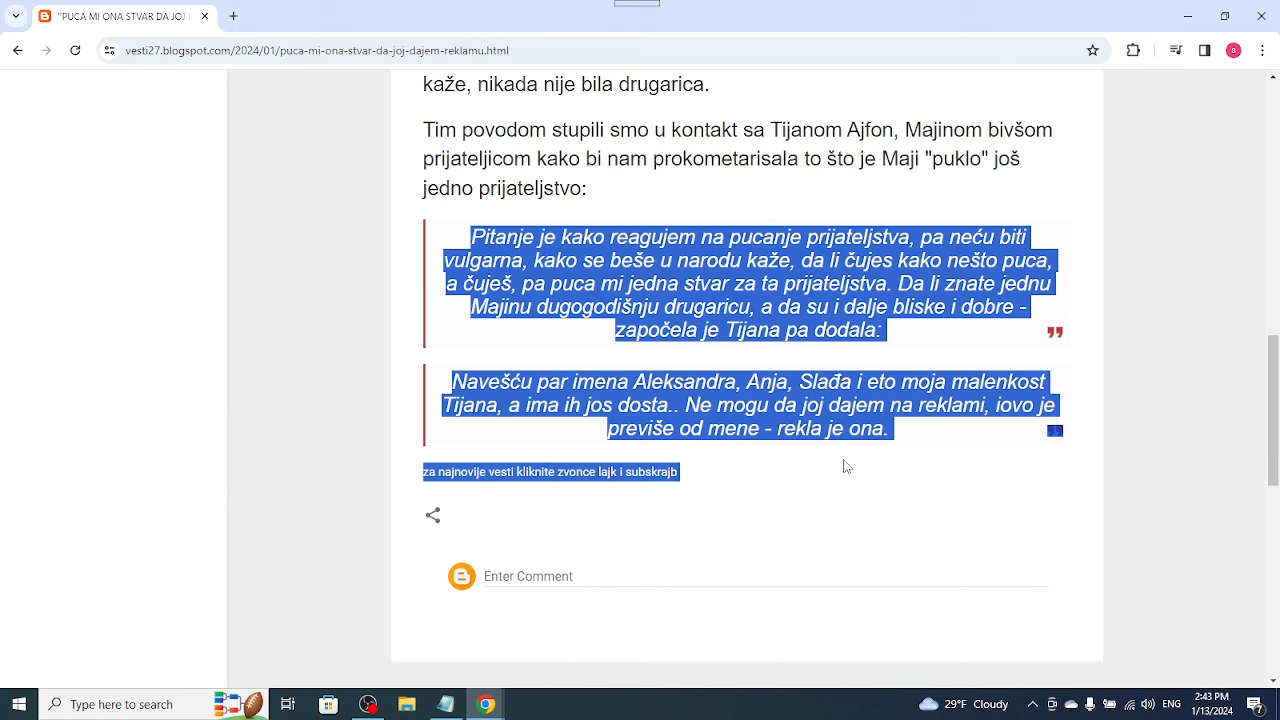 "PUCA MI ONA STVAR DA JOJ
vesti27.blogspot.com/2024/01/puca-mi-ona-stvar-da-joj-dajem-reklamu.html
s
kaže, nikada nije bila drugarica.
Tim povodom stupili smo u kontakt sa Tijanom Ajfon, Majinom bivšom
prijateljicom kako bi nam prokometarisala to što je Maji "puklo" još
jedno prijateljstvo:
Pitanje je kako reagujem na pucanje prijateljstva, pa neću biti
vulgarna, kako se beše u narodu kaže, da li čujes kako nešto puca,
a čuješ, pa puca mi jedna stvar za ta prijateljstva. Da li znate jednu
Majinu dugogodišnju drugaricu, a da su i dalje bliske i dobre -
započela je Tijana pa dodala:
Navešću par imena Aleksandra, Anja, Slađa i eto moja malenkost
Tijana, a ima ih jos dosta.. Ne mogu da joj dajem na reklami, iovo je
previše od mene - rekla je ona.
za najnovije vesti kliknite zvonce lajk i subskrajb
Enter Comment
Type here to search
29°F Cloudy
ENG
2:43 PM
1/13/2024
7